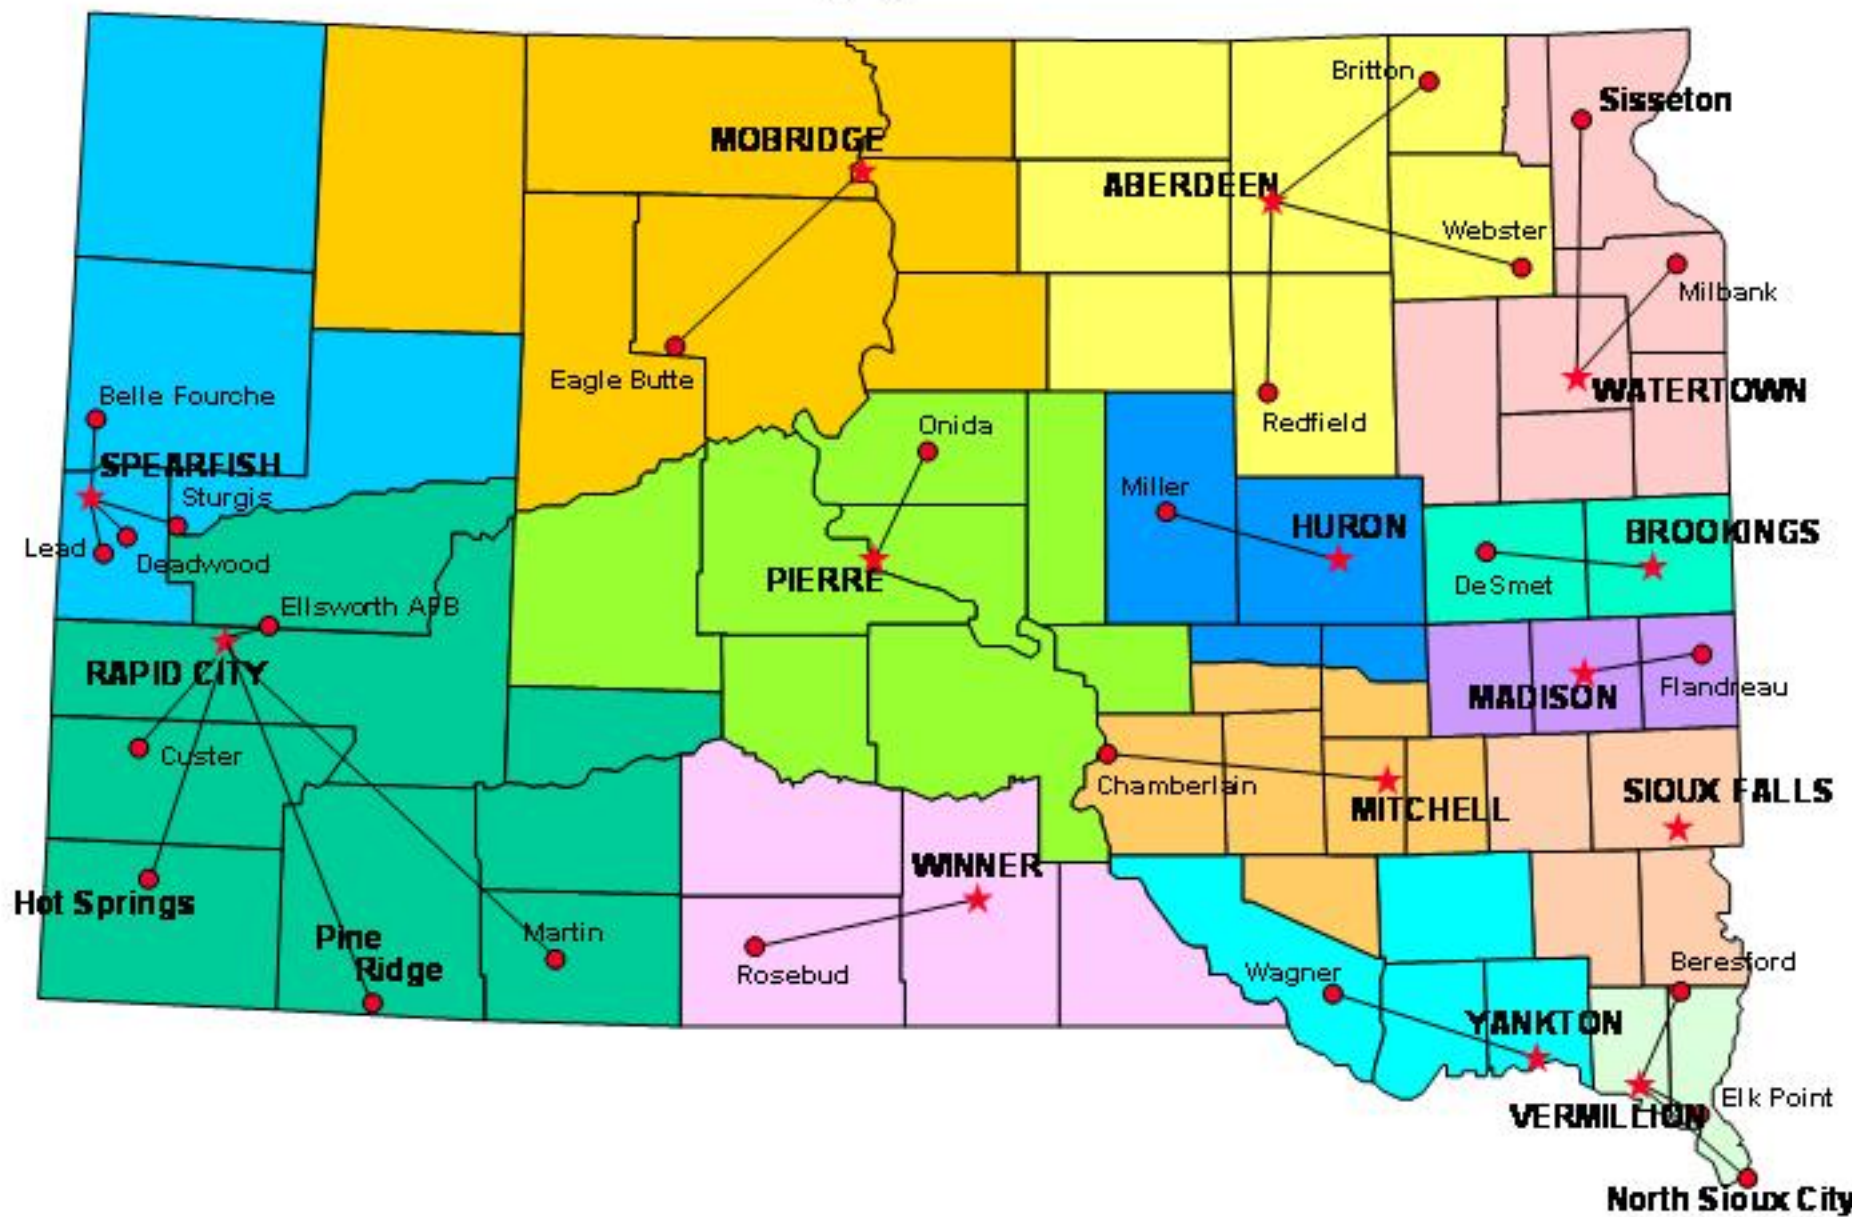 Britton
Sisseton
MOBRIDGE
ABERDEEN
Webster
Milbank
Eagle Butte
WATERTOWN
Belle Fourche
Onida
Redfield
SPEARFISH
Sturgis
Miller
HURON
BROOKINGS
Lead
Deadwood
PIERRE
DeSmet
Ellsworth AFB
RAPID CITY
MADISON
Flandreau
Custer
Chamberlain
MITCHELL
SIOUX FALLS
WINNER
Hot Springs
Pine
Ridge
Martin
Rosebud
Wagner
Beresford
YANKTON
Elk Point
VERMILLION
North Sioux City